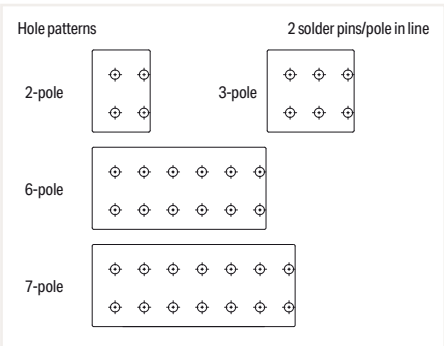 Hole patterns
2 solder pins/pole in line
2-pole
3-pole
6-pole
7-pole